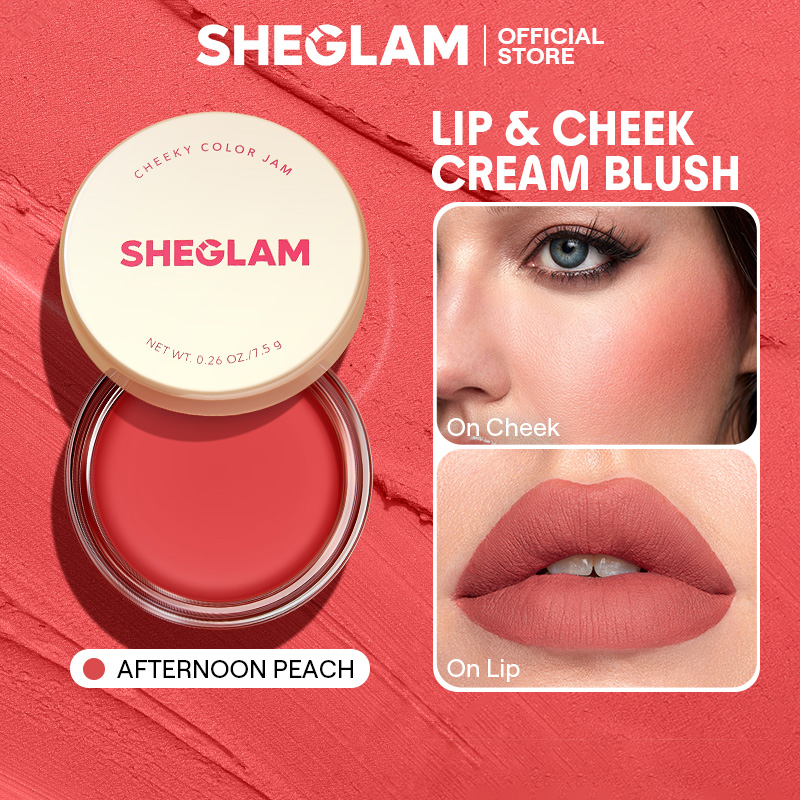 SHEGLAM
OFFICIAL
STORE
LIP & CHEEK
CREAM BLUSH
CHEEKY COLOR JAM
SHEGLAM
NET WT. 0.26 OZ./7.5 g
On Cheek
On Lip
AFTERNOON PEACH